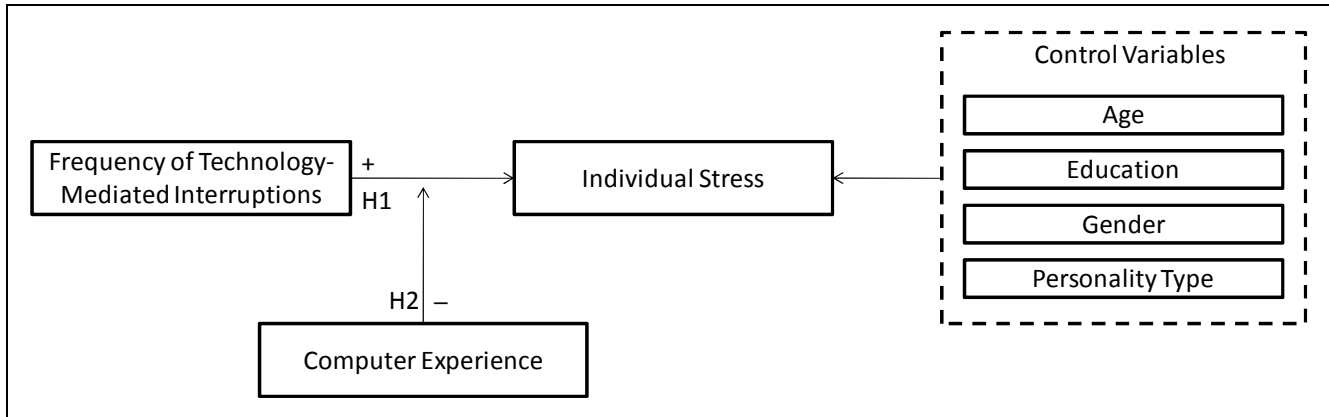 Control Variables
Age
Education
Gender
Personality Type
Frequency of Technology-
Mediated Interruptions
+
H1
Individual Stress
H2 –
Computer Experience